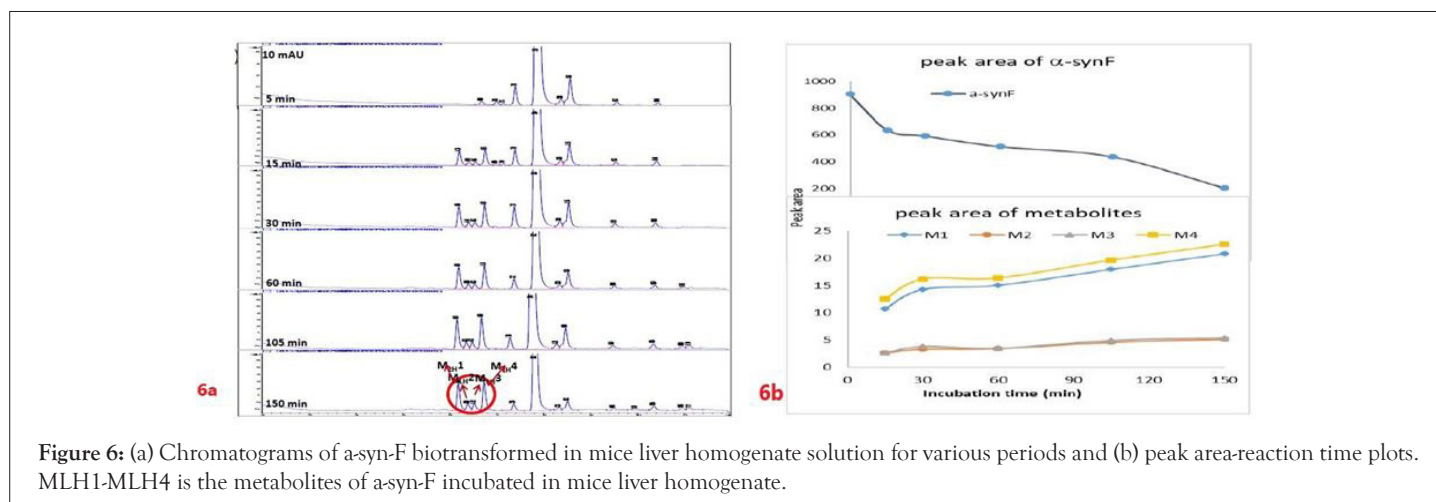 10 mAU
5 min
15 min
30 min
60 min
105 min
150 min
MLH1 MLH4
MLH2 MLH3
6a
peak area of α-synF
a-synF
1000
800
600
400
200
Peak area
peak area of metabolites
M1 M2 M3 M4
25
20
15
10
5
0
0 30 60 90 120 150
Incubation time (min)
6b
Figure 6: (a) Chromatograms of a-syn-F biotransformed in mice liver homogenate solution for various periods and (b) peak area-reaction time plots.
MLH1-MLH4 is the metabolites of a-syn-F incubated in mice liver homogenate.